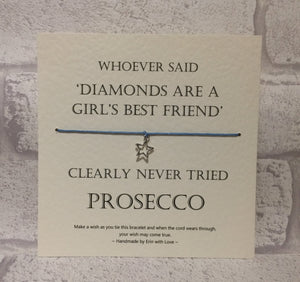 WHOEVER SAID
‘DIAMONDS ARE A
GIRL’S BEST FRIEND’
CLEARLY NEVER TRIED
PROSECCO
Make a wish as you tie this bracelet and when the cord wears through,
your wish may come true.
~ Handmade by Erin with Love ~